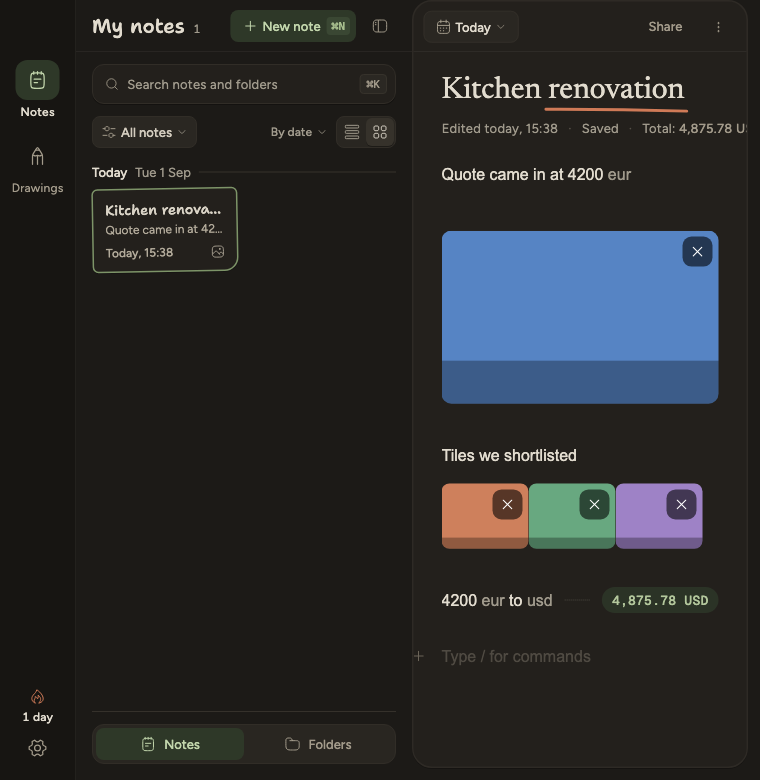 My notes 1
New note ⌘N
Search notes and folders ⌘K
All notes
By date
Notes
Drawings
Today Tue 1 Sep
Kitchen renova...
Quote came in at 42...
Today, 15:38
1 day
Notes
Folders
Today
Share
Kitchen renovation
Edited today, 15:38 · Saved · Total: 4,875.78 U
Quote came in at 4200 eur
Tiles we shortlisted
4200 eur to usd 4,875.78 USD
Type / for commands